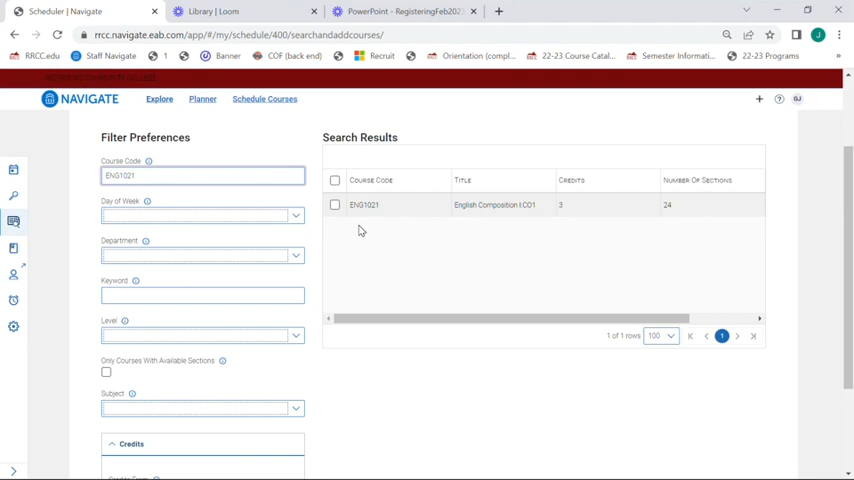 Scheduler | Navigate
Library | Loom
PowerPoint - RegisteringFeb202
rrcc.navigate.eab.com/app/#/my/schedule/400/searchandaddcourses/
J
RRCC.edu
Staff Navigate
1
Banner
COF (back end)
Recruit
Orientation (compl...
22-23 Course Catal...
Semester Informati...
22-23 Programs
»
NAVIGATE
Explore
Planner
Schedule Courses
GJ
Filter Preferences
Search Results
Course Code
ENG1021
COURSE CODE
TITLE
CREDITS
NUMBER OF SECTIONS
Day of Week
ENG1021
English Composition I:CO1
3
24
Department
Keyword
Level
1 of 1 rows
100
1
Only Courses With Available Sections
Subject
Credits